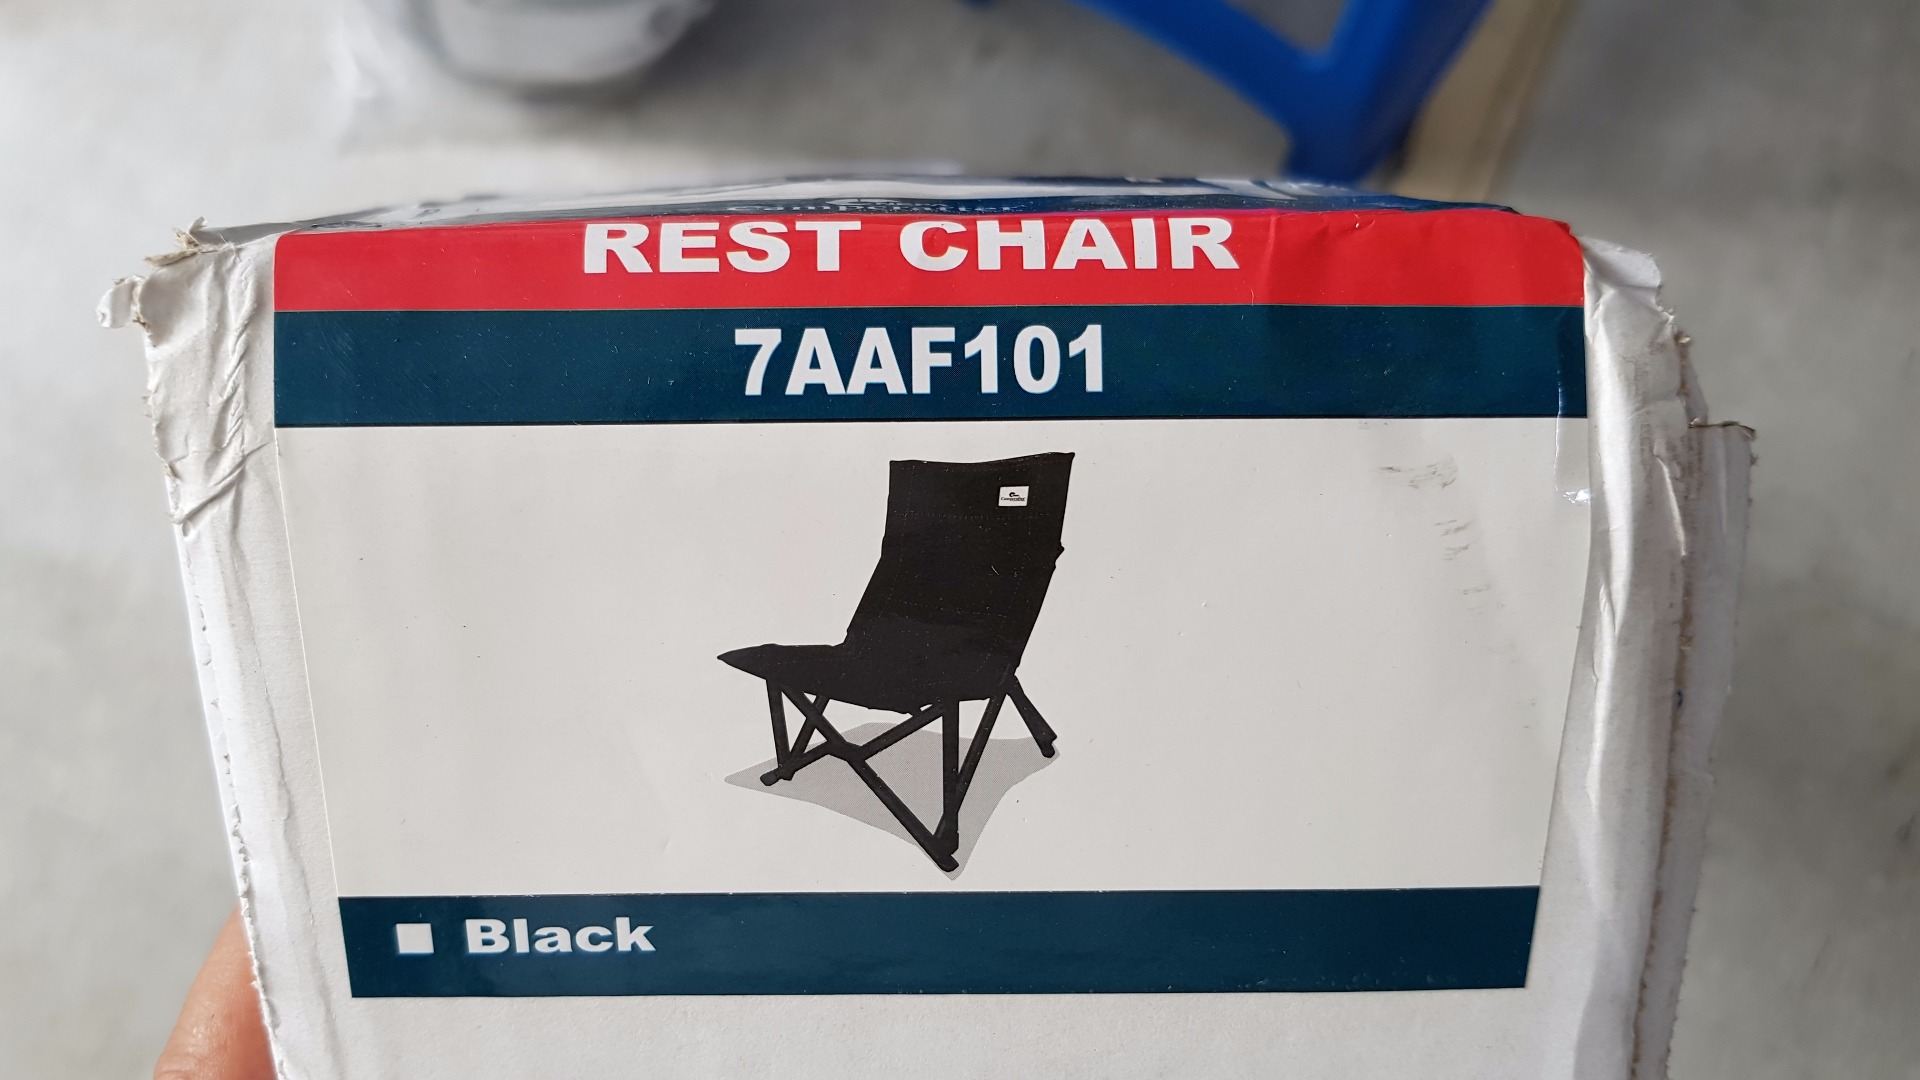 REST CHAIR
7AAF101
Black